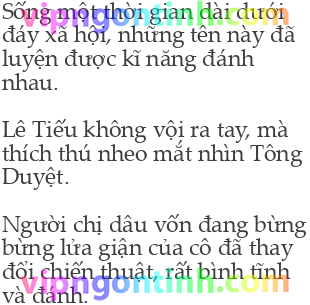 Sống một thời gian dài dưới
đáy xã hội, những tên này đã
luyện được kĩ năng đánh
nhau.
Lê Tiếu không vội ra tay, mà
thích thú nheo mắt nhìn Tông
Duyệt.
Người chị dâu vốn đang bừng
bừng lửa giận của cô đã thay
đổi chiến thuật, rất bình tĩnh
và đánh.
vipngontinh.com
vipngontinh.com